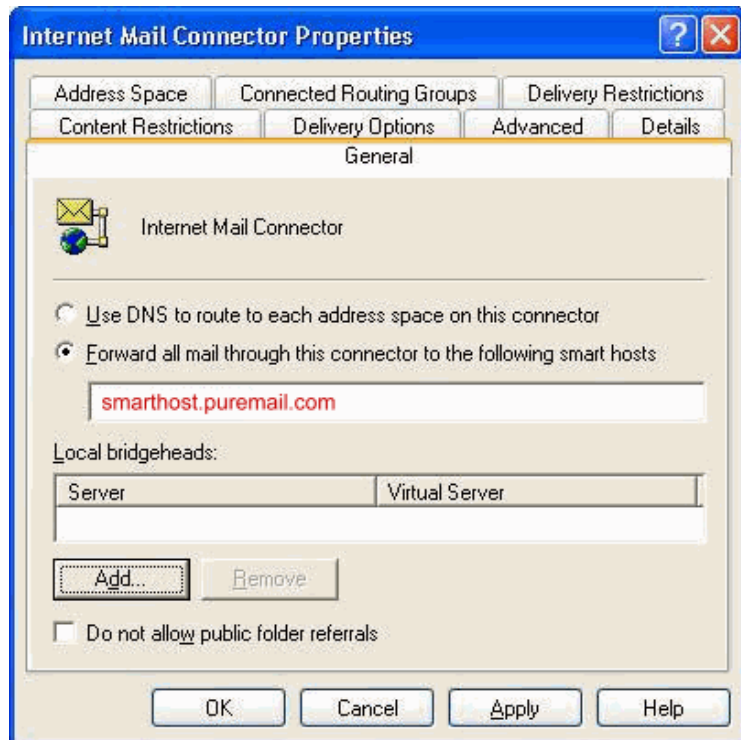 Internet Mail Connector Properties
Address Space Connected Routing Groups Delivery Restrictions
Content Restrictions Delivery Options Advanced Details
General
Internet Mail Connector
Use DNS to route to each address space on this connector
Forward all mail through this connector to the following smart hosts
smarthost.puremail.com
Local bridgeheads:
Server Virtual Server
Add... Remove
Do not allow public folder referrals
OK Cancel Apply Help